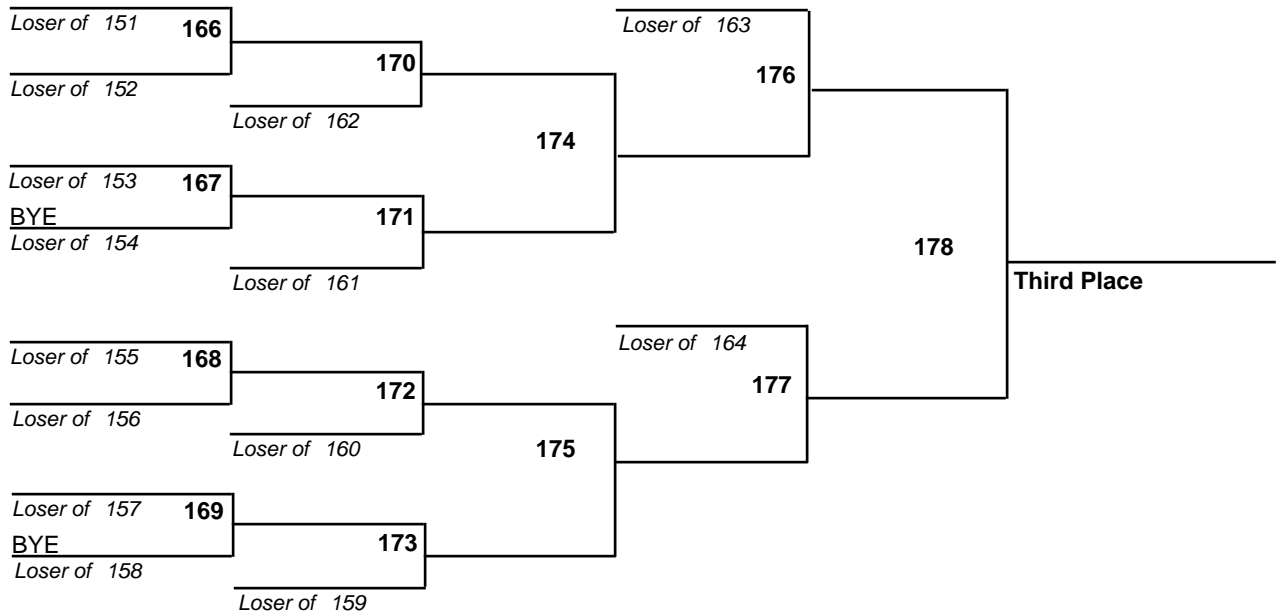 Loser of 151
166
Loser of 152
170
Loser of 162
Loser of 153
167
BYE
Loser of 154
171
Loser of 161
174
Loser of 163
176
Loser of 155
168
Loser of 156
172
Loser of 160
Loser of 157
169
BYE
Loser of 158
173
Loser of 159
175
Loser of 164
177
178
Third Place